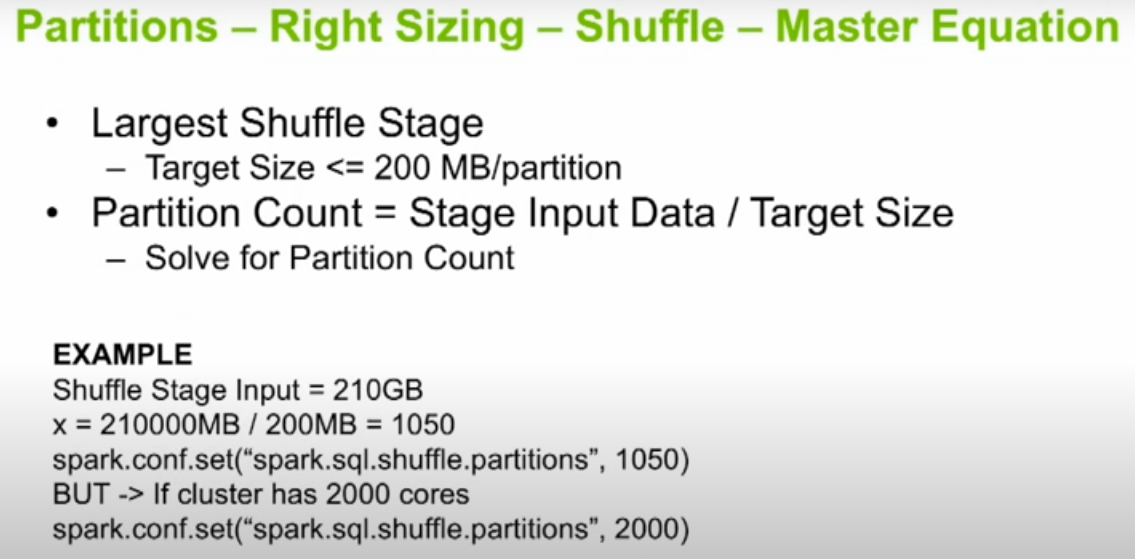 Partitions – Right Sizing – Shuffle – Master Equation
• Largest Shuffle Stage
– Target Size <= 200 MB/partition
• Partition Count = Stage Input Data / Target Size
– Solve for Partition Count
EXAMPLE
Shuffle Stage Input = 210GB
x = 210000MB / 200MB = 1050
spark.conf.set(“spark.sql.shuffle.partitions”, 1050)
BUT -> If cluster has 2000 cores
spark.conf.set(“spark.sql.shuffle.partitions”, 2000)